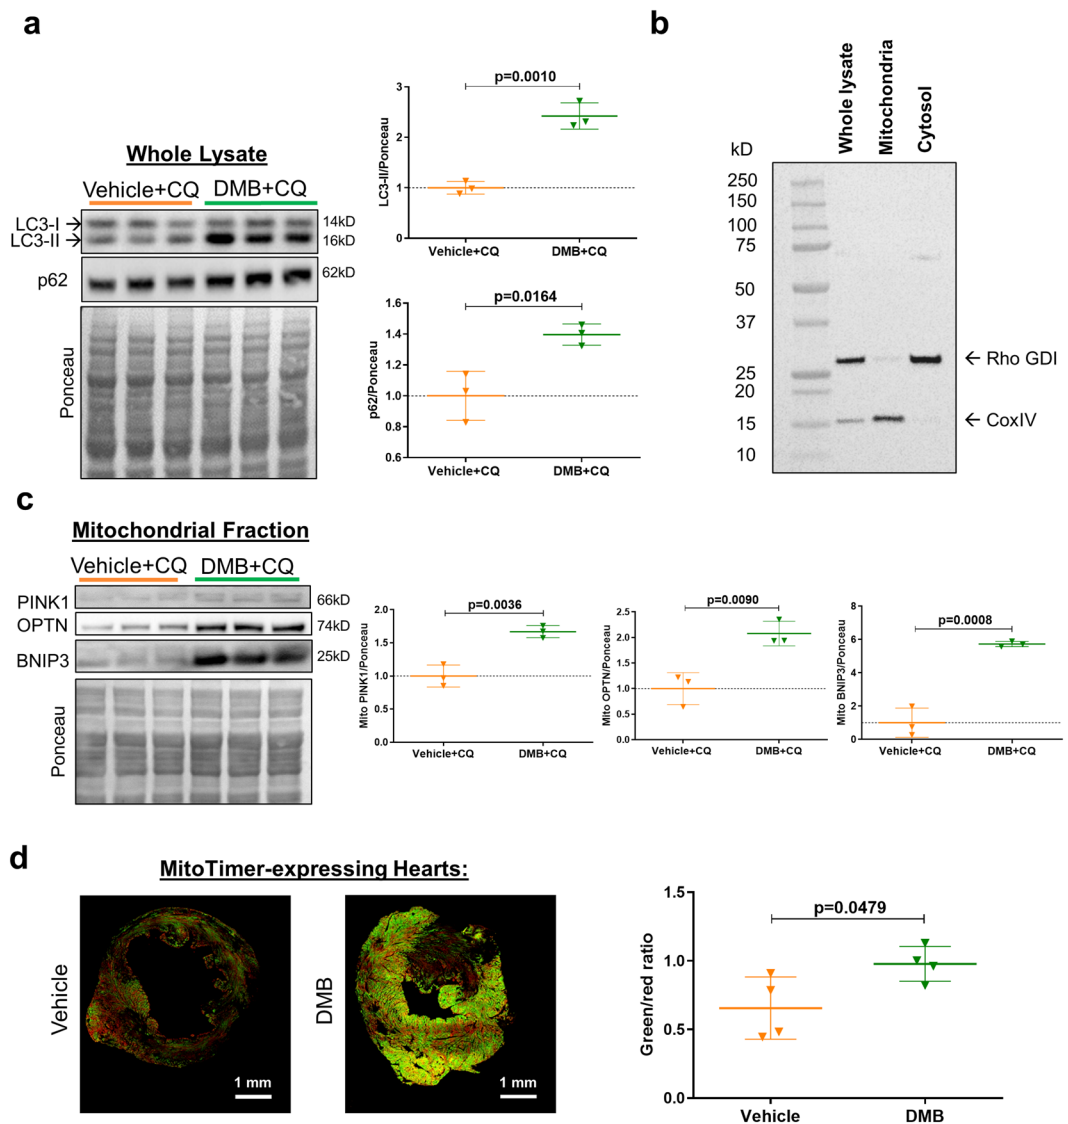 a
Whole Lysate
Vehicle+CQ DMB+CQ
LC3-I → 14kD
LC3-II → 16kD
p62 62kD
Ponceau
p=0.0010
LC3-II/Ponceau
3
2
1
0
Vehicle+CQ DMB+CQ
p=0.0164
p62/Ponceau
1.6
1.4
1.2
1.0
0.8
0.6
Vehicle+CQ DMB+CQ
b
Whole lysate
Mitochondria
Cytosol
kD
250
150
100
75
50
37
25
20
15
10
← Rho GDI
← CoxIV
c
Mitochondrial Fraction
Vehicle+CQ DMB+CQ
PINK1 66kD
OPTN 74kD
BNIP3 25kD
Ponceau
p=0.0036
Mito PINK1/Ponceau
2.0
1.5
1.0
0.5
0.0
Vehicle+CQ DMB+CQ
p=0.0090
Mito OPTN/Ponceau
2.5
2.0
1.5
1.0
0.5
0.0
Vehicle+CQ DMB+CQ
p=0.0008
Mito BNIP3/Ponceau
8
6
4
2
0
Vehicle+CQ DMB+CQ
d
MitoTimer-expressing Hearts:
Vehicle
1 mm
DMB
1 mm
p=0.0479
Green/red ratio
1.5
1.0
0.5
0.0
Vehicle DMB